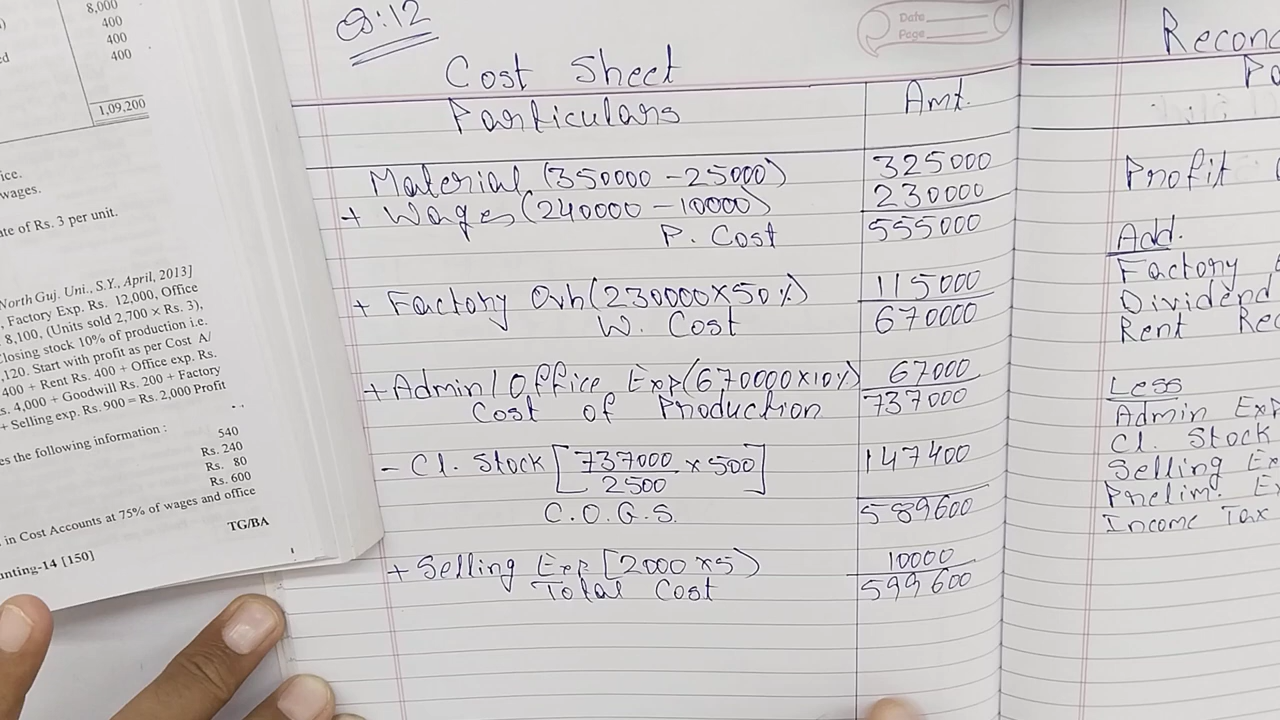 8,000
400
400
400
1,09,200
ice.
wages.
ate of Rs. 3 per unit.
North Guj. Uni., S.Y., April, 2013]
, Factory Exp. Rs. 12,000, Office
8,100, (Units sold 2,700 × Rs. 3),
Closing stock 10% of production i.e.
,120. Start with profit as per Cost A/
400 + Rent Rs. 400 + Office exp. Rs.
s. 4,000 + Goodwill Rs. 200 + Factory
+ Selling exp. Rs. 900 = Rs. 2,000 Profit
es the following information :
540
Rs. 240
Rs. 80
Rs. 600
in Cost Accounts at 75% of wages and office
TG/BA
nting-14 [150]
Q:12
Date
Page
Cost Sheet
Particulars Amt.
Material (350000 - 25000) 325000
+ Wages (240000 - 10000) 230000
P. Cost 555000
+ Factory Ovh (230000 X 50%) 115000
W. Cost 670000
+ Admin / Office Exp (670000 X 10%) 67000
Cost of Production 737000
- Cl. Stock [737000 / 2500 x 500] 147400
C.O.G.S. 589600
+ Selling Exp [2000 x 5) 10000
Total Cost 599600
Recon
Pa
Profit
Add.
Factory
Dividend
Rent Rec
Less
Admin Exp
Cl. Stock
Selling Ex
Prelim. Ex
Income Tax